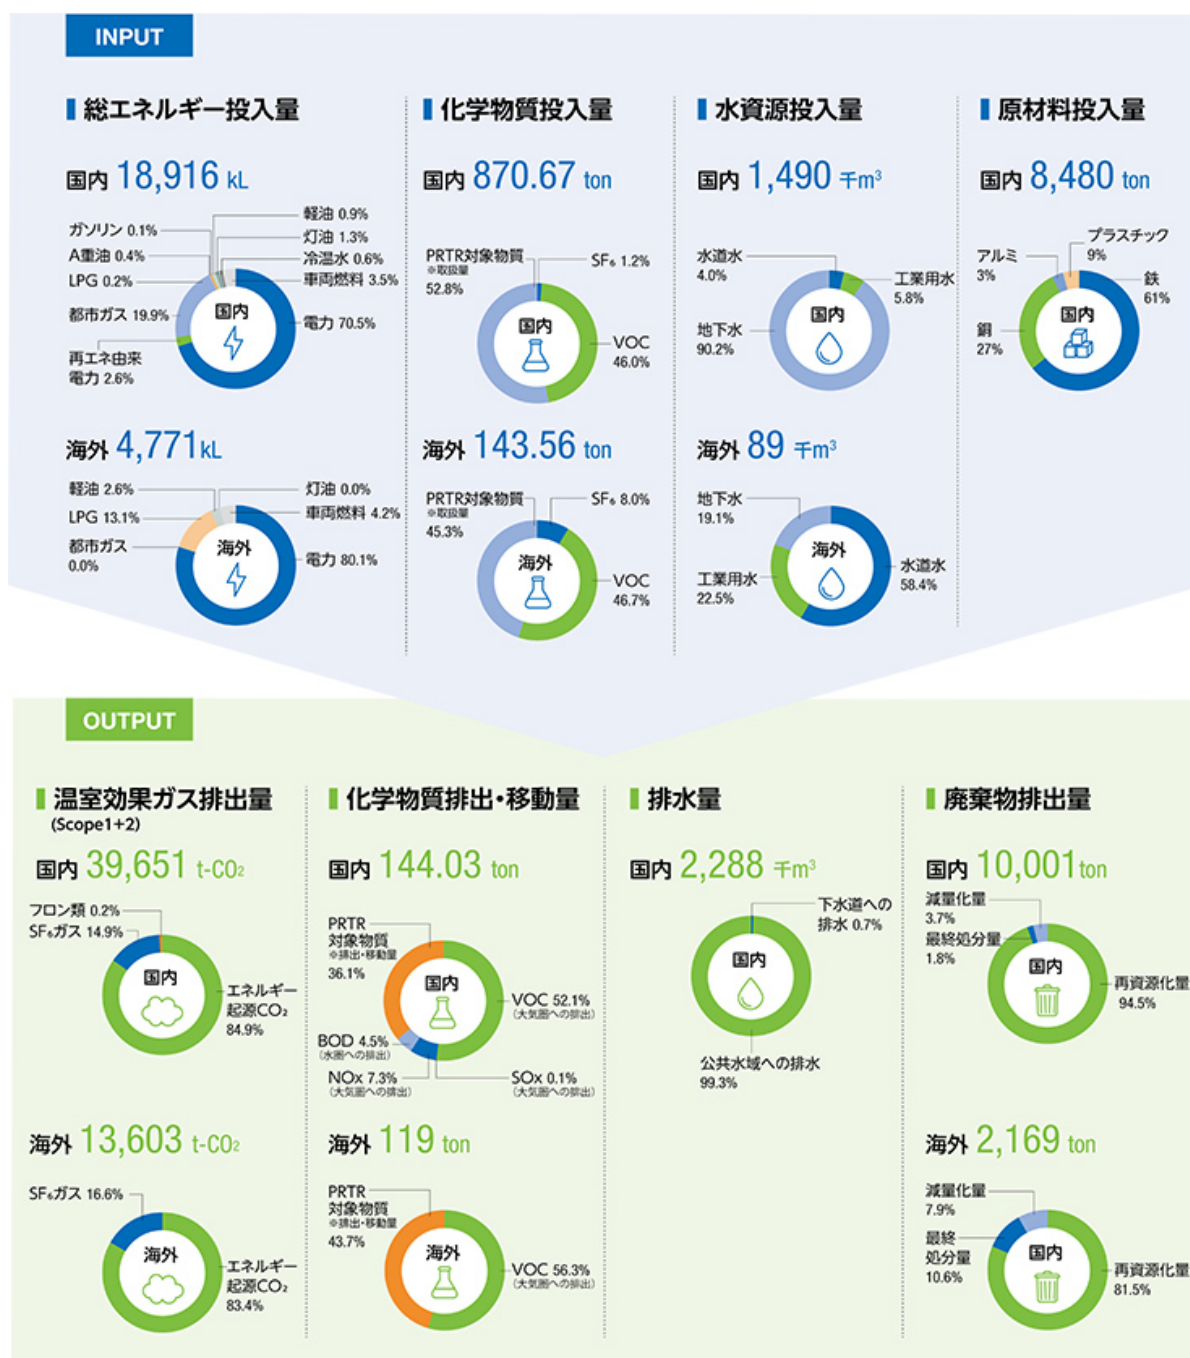 INPUT
総エネルギー投入量
国内 18,916 kL
ガソリン 0.1%
A重油 0.4%
LPG 0.2%
都市ガス 19.9%
再エネ由来
電力 2.6%
軽油 0.9%
灯油 1.3%
冷温水 0.6%
車両燃料 3.5%
電力 70.5%
国内
海外 4,771kL
軽油 2.6%
LPG 13.1%
都市ガス
0.0%
灯油 0.0%
車両燃料 4.2%
電力 80.1%
海外
化学物質投入量
国内 870.67 ton
PRTR対象物質
※取扱量
52.8%
SF₆ 1.2%
VOC
46.0%
国内
海外 143.56 ton
PRTR対象物質
※取扱量
45.3%
SF₆ 8.0%
VOC
46.7%
海外
水資源投入量
国内 1,490 千m³
水道水
4.0%
工業用水
5.8%
地下水
90.2%
国内
海外 89 千m³
地下水
19.1%
工業用水
22.5%
水道水
58.4%
海外
原材料投入量
国内 8,480 ton
アルミ
3%
プラスチック
9%
鉄
61%
銅
27%
国内
OUTPUT
温室効果ガス排出量
(Scope1+2)
国内 39,651 t-CO₂
フロン類 0.2%
SF₆ガス 14.9%
国内
エネルギー
起源CO₂
84.9%
海外 13,603 t-CO₂
SF₆ガス 16.6%
海外
エネルギー
起源CO₂
83.4%
化学物質排出・移動量
国内 144.03 ton
PRTR
対象物質
※排出・移動量
36.1%
国内
VOC 52.1%
(大気圏への排出)
BOD 4.5%
(水圏への排出)
NOx 7.3%
(大気圏への排出)
SOx 0.1%
(大気圏への排出)
海外 119 ton
PRTR
対象物質
※排出・移動量
43.7%
海外
VOC 56.3%
(大気圏への排出)
排水量
国内 2,288 千m³
下水道への
排水 0.7%
国内
公共水域への排水
99.3%
廃棄物排出量
国内 10,001ton
減量化量
3.7%
最終処分量
1.8%
国内
再資源化量
94.5%
海外 2,169 ton
減量化量
7.9%
最終
処分量
10.6%
国内
再資源化量
81.5%